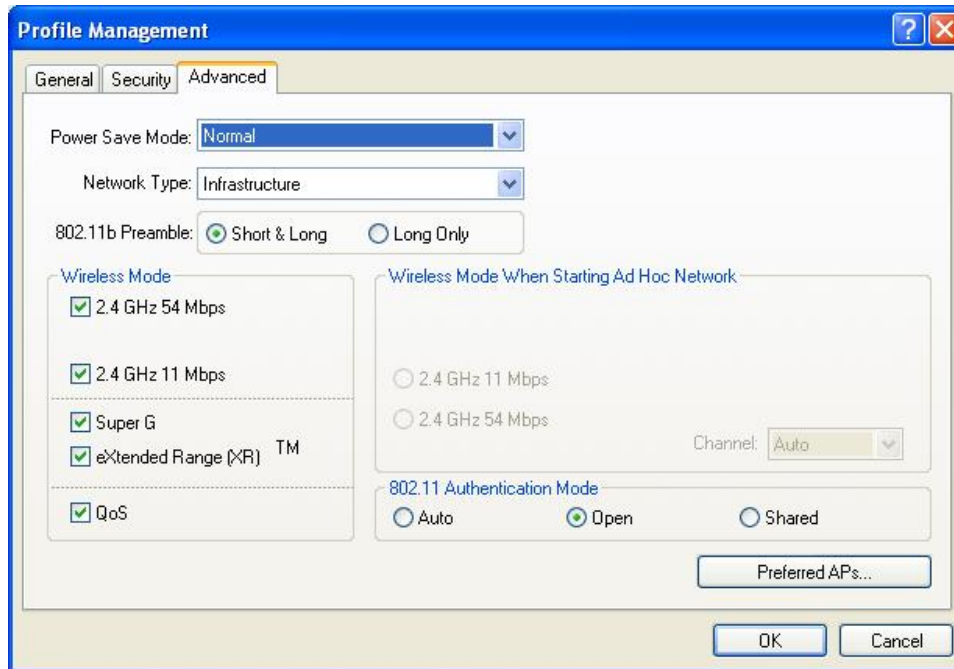 Profile Management
General Security Advanced
Power Save Mode: Normal
Network Type: Infrastructure
802.11b Preamble: Short & Long Long Only
Wireless Mode
2.4 GHz 54 Mbps
2.4 GHz 11 Mbps
Super G
eXtended Range (XR) TM
QoS
Wireless Mode When Starting Ad Hoc Network
2.4 GHz 11 Mbps
2.4 GHz 54 Mbps
Channel: Auto
802.11 Authentication Mode
Auto Open Shared
Preferred APs...
OK Cancel